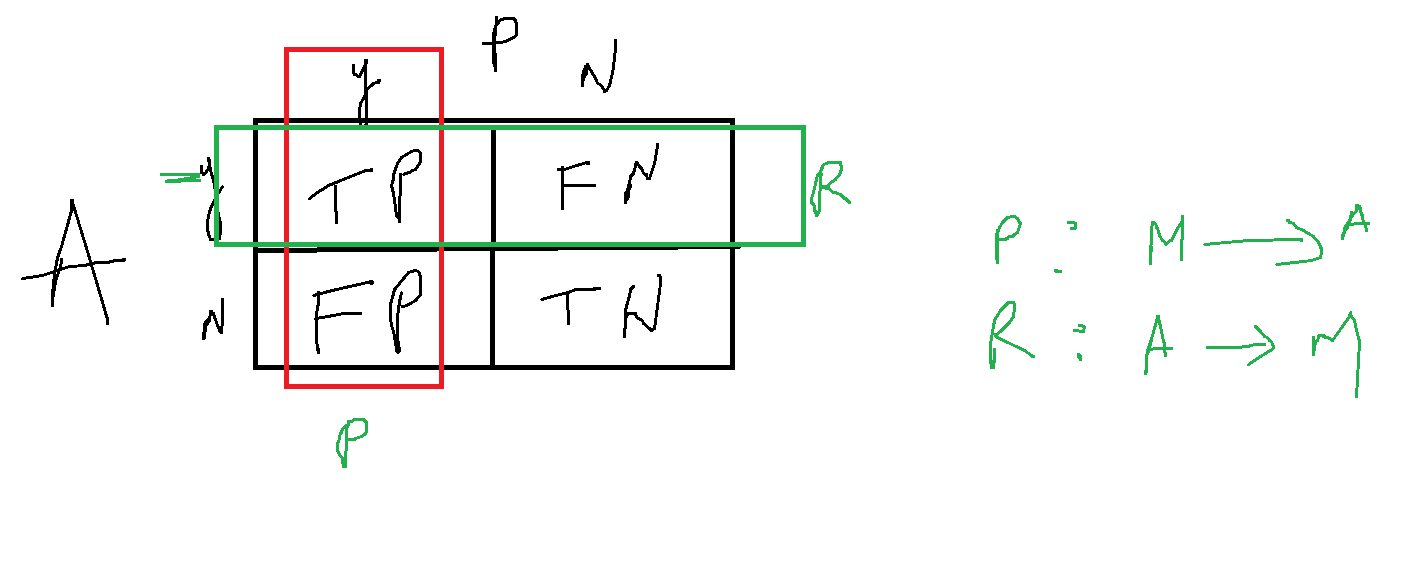 P
y N
= y TP FN R
A
N FP TN
P
P : M → A
R : A → M